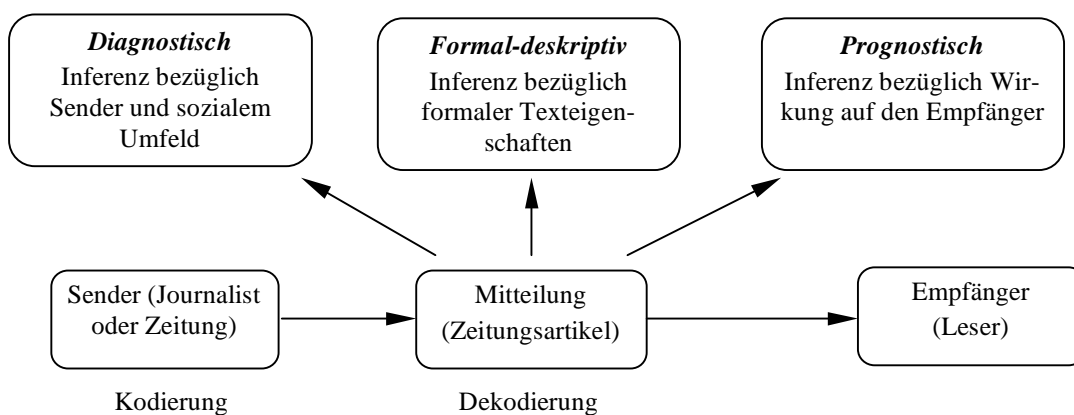 Diagnostisch
Inferenz bezüglich
Sender und sozialem
Umfeld
Formal-deskriptiv
Inferenz bezüglich
formaler Texteigen-
schaften
Prognostisch
Inferenz bezüglich Wir-
kung auf den Empfänger
Sender (Journalist
oder Zeitung)
Mitteilung
(Zeitungsartikel)
Empfänger
(Leser)
Kodierung
Dekodierung